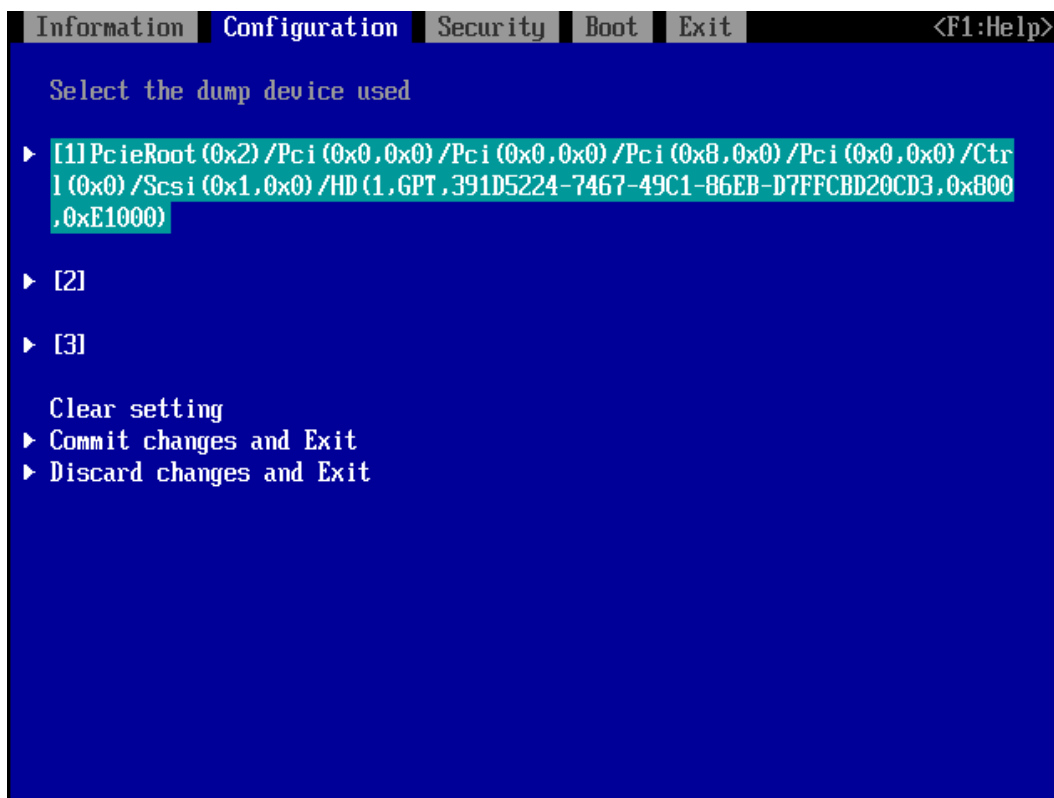 Information Configuration Security Boot Exit <F1:Help>
Select the dump device used
[1]PcieRoot(0x2)/Pci(0x0,0x0)/Pci(0x0,0x0)/Pci(0x8,0x0)/Pci(0x0,0x0)/Ctr
l(0x0)/Scsi(0x1,0x0)/HD(1,GPT,391D5224-7467-49C1-86EB-D7FFCBD20CD3,0x800
,0xE1000)
[2]
[3]
Clear setting
Commit changes and Exit
Discard changes and Exit